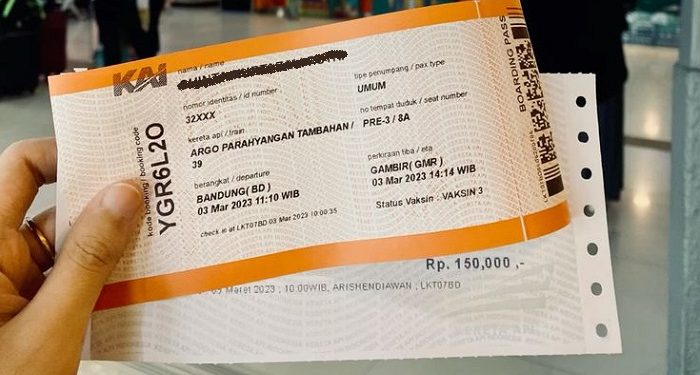 KAI
nama / name
nomor identitas / id number
32XXX
kereta api / train
ARGO PARAHYANGAN TAMBAHAN /
39
berangkat / departure
BANDUNG( BD )
03 Mar 2023 11:10 WIB
check in at LKT07BD 03 Mar 2023 10:00:35
tipe penumpang / pax type
UMUM
no tempat duduk / seat number
PRE-3 / 8A
perkiraan tiba / eta
GAMBIR( GMR )
03 Mar 2023 14:14 WIB
Status Vaksin : VAKSIN 3
kode booking / booking code
YGR6L2O
BOARDING PASS
Rp. 150,000 ,-
Maret 2023 ; 10:00WIB, ARISHENDIAWAN , LKT07BD